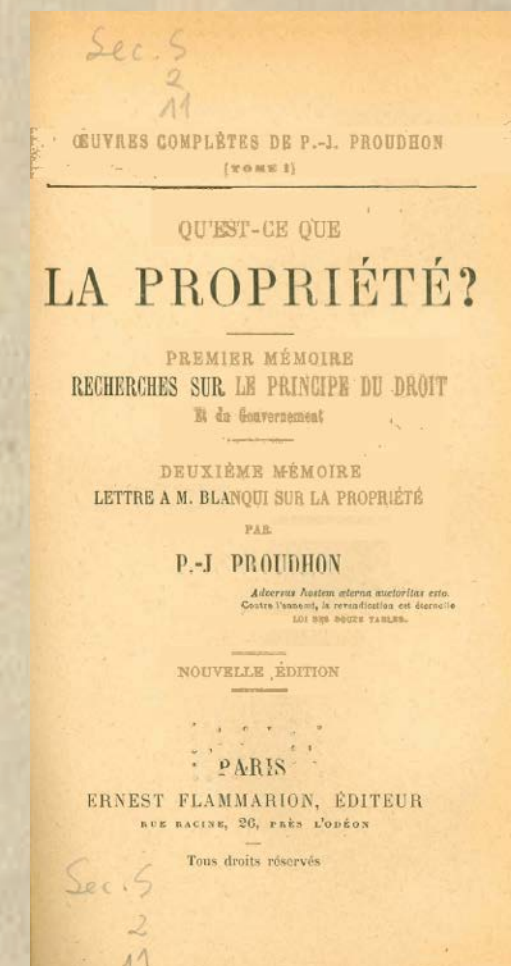 Sec. S
2
11
ŒUVRES COMPLÈTES DE P.-J. PROUDHON
(TOME I)
QU'EST-CE QUE
LA PROPRIÉTÉ?
PREMIER MÉMOIRE
RECHERCHES SUR LE PRINCIPE DU DROIT
Et du Gouvernement
DEUXIÈME MÉMOIRE
LETTRE A M. BLANQUI SUR LA PROPRIÉTÉ
PAR
P.-J PROUDHON
Adversus hostem æterna auctoritas esto.
Contre l'ennemi, la revendication est éternelle
LOI DES DOUZE TABLES.
NOUVELLE ÉDITION
PARIS
ERNEST FLAMMARION, ÉDITEUR
RUE RACINE, 26, PRÈS L'ODÉON
Tous droits réservés
Sec. S
2
11